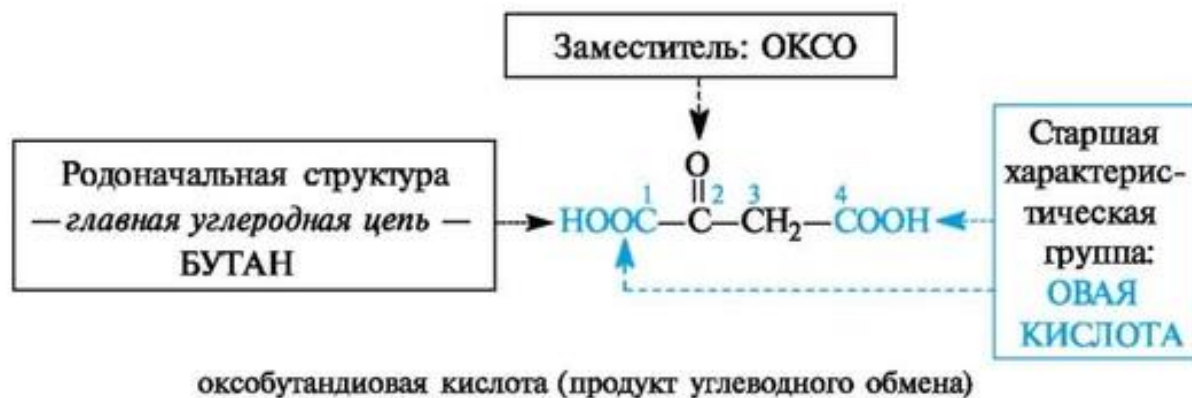 Заместитель: ОКСО
Родоначальная структура
— главная углеродная цепь —
БУТАН
O
1 2 3 4
HOOC—C—CH₂—COOH
Старшая
характерис-
тическая
группа:
ОВАЯ
КИСЛОТА
оксобутандиовая кислота (продукт углеводного обмена)